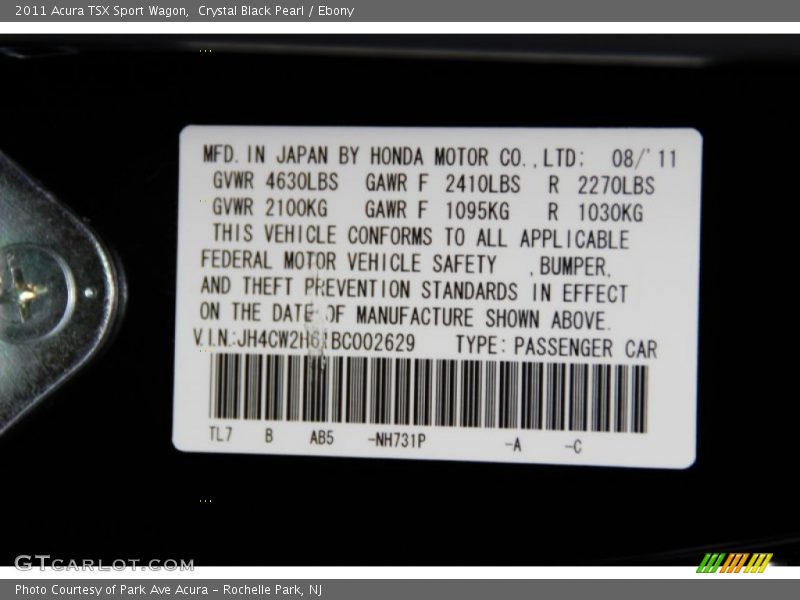 2011 Acura TSX Sport Wagon,  Crystal Black Pearl / Ebony
MFD. IN JAPAN BY HONDA MOTOR CO., LTD: 08/'11
GVWR 4630LBS GAWR F 2410LBS R 2270LBS
GVWR 2100KG GAWR F 1095KG R 1030KG
THIS VEHICLE CONFORMS TO ALL APPLICABLE
FEDERAL MOTOR VEHICLE SAFETY , BUMPER,
AND THEFT PREVENTION STANDARDS IN EFFECT
ON THE DATE OF MANUFACTURE SHOWN ABOVE.
V.I.N.:JH4CW2H61BC002629 TYPE: PASSENGER CAR
TL7 B AB5 -NH731P -A -C
GTCARLOT.COM
Photo Courtesy of Park Ave Acura - Rochelle Park, NJ